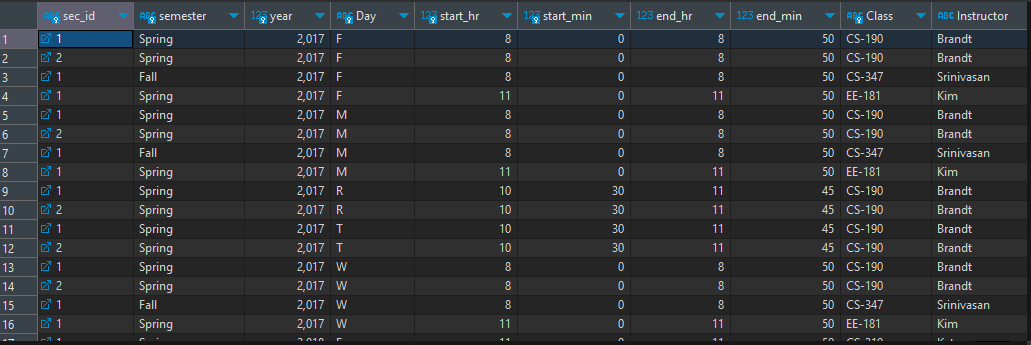 sec_id semester year Day start_hr start_min end_hr end_min Class Instructor
1 1 Spring 2,017 F 8 0 8 50 CS-190 Brandt
2 2 Spring 2,017 F 8 0 8 50 CS-190 Brandt
3 1 Fall 2,017 F 8 0 8 50 CS-347 Srinivasan
4 1 Spring 2,017 F 11 0 11 50 EE-181 Kim
5 1 Spring 2,017 M 8 0 8 50 CS-190 Brandt
6 2 Spring 2,017 M 8 0 8 50 CS-190 Brandt
7 1 Fall 2,017 M 8 0 8 50 CS-347 Srinivasan
8 1 Spring 2,017 M 11 0 11 50 EE-181 Kim
9 1 Spring 2,017 R 10 30 11 45 CS-190 Brandt
10 2 Spring 2,017 R 10 30 11 45 CS-190 Brandt
11 1 Spring 2,017 T 10 30 11 45 CS-190 Brandt
12 2 Spring 2,017 T 10 30 11 45 CS-190 Brandt
13 1 Spring 2,017 W 8 0 8 50 CS-190 Brandt
14 2 Spring 2,017 W 8 0 8 50 CS-190 Brandt
15 1 Fall 2,017 W 8 0 8 50 CS-347 Srinivasan
16 1 Spring 2,017 W 11 0 11 50 EE-181 Kim